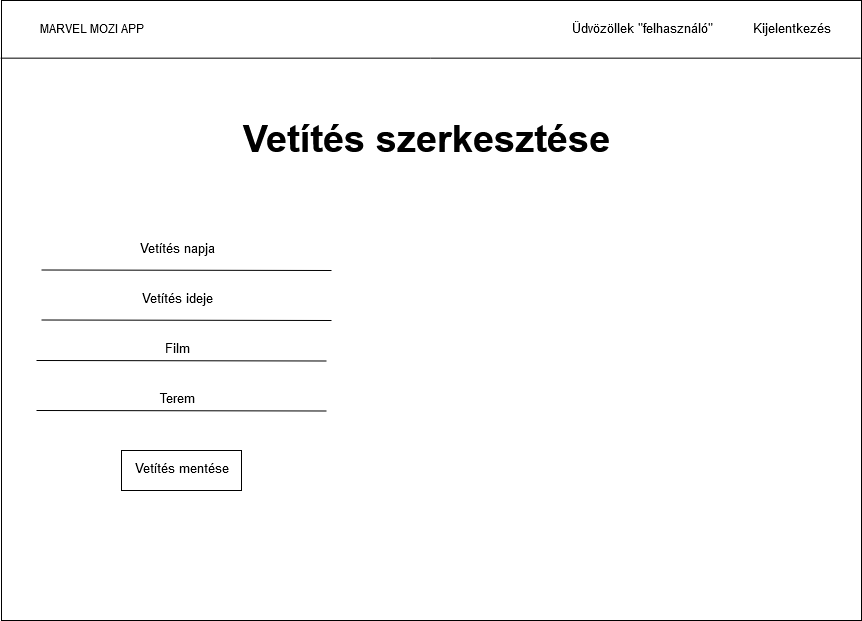 MARVEL MOZI APP
Üdvözöllek "felhasználó"
Kijelentkezés
Vetítés szerkesztése
Vetítés napja
Vetítés ideje
Film
Terem
Vetítés mentése